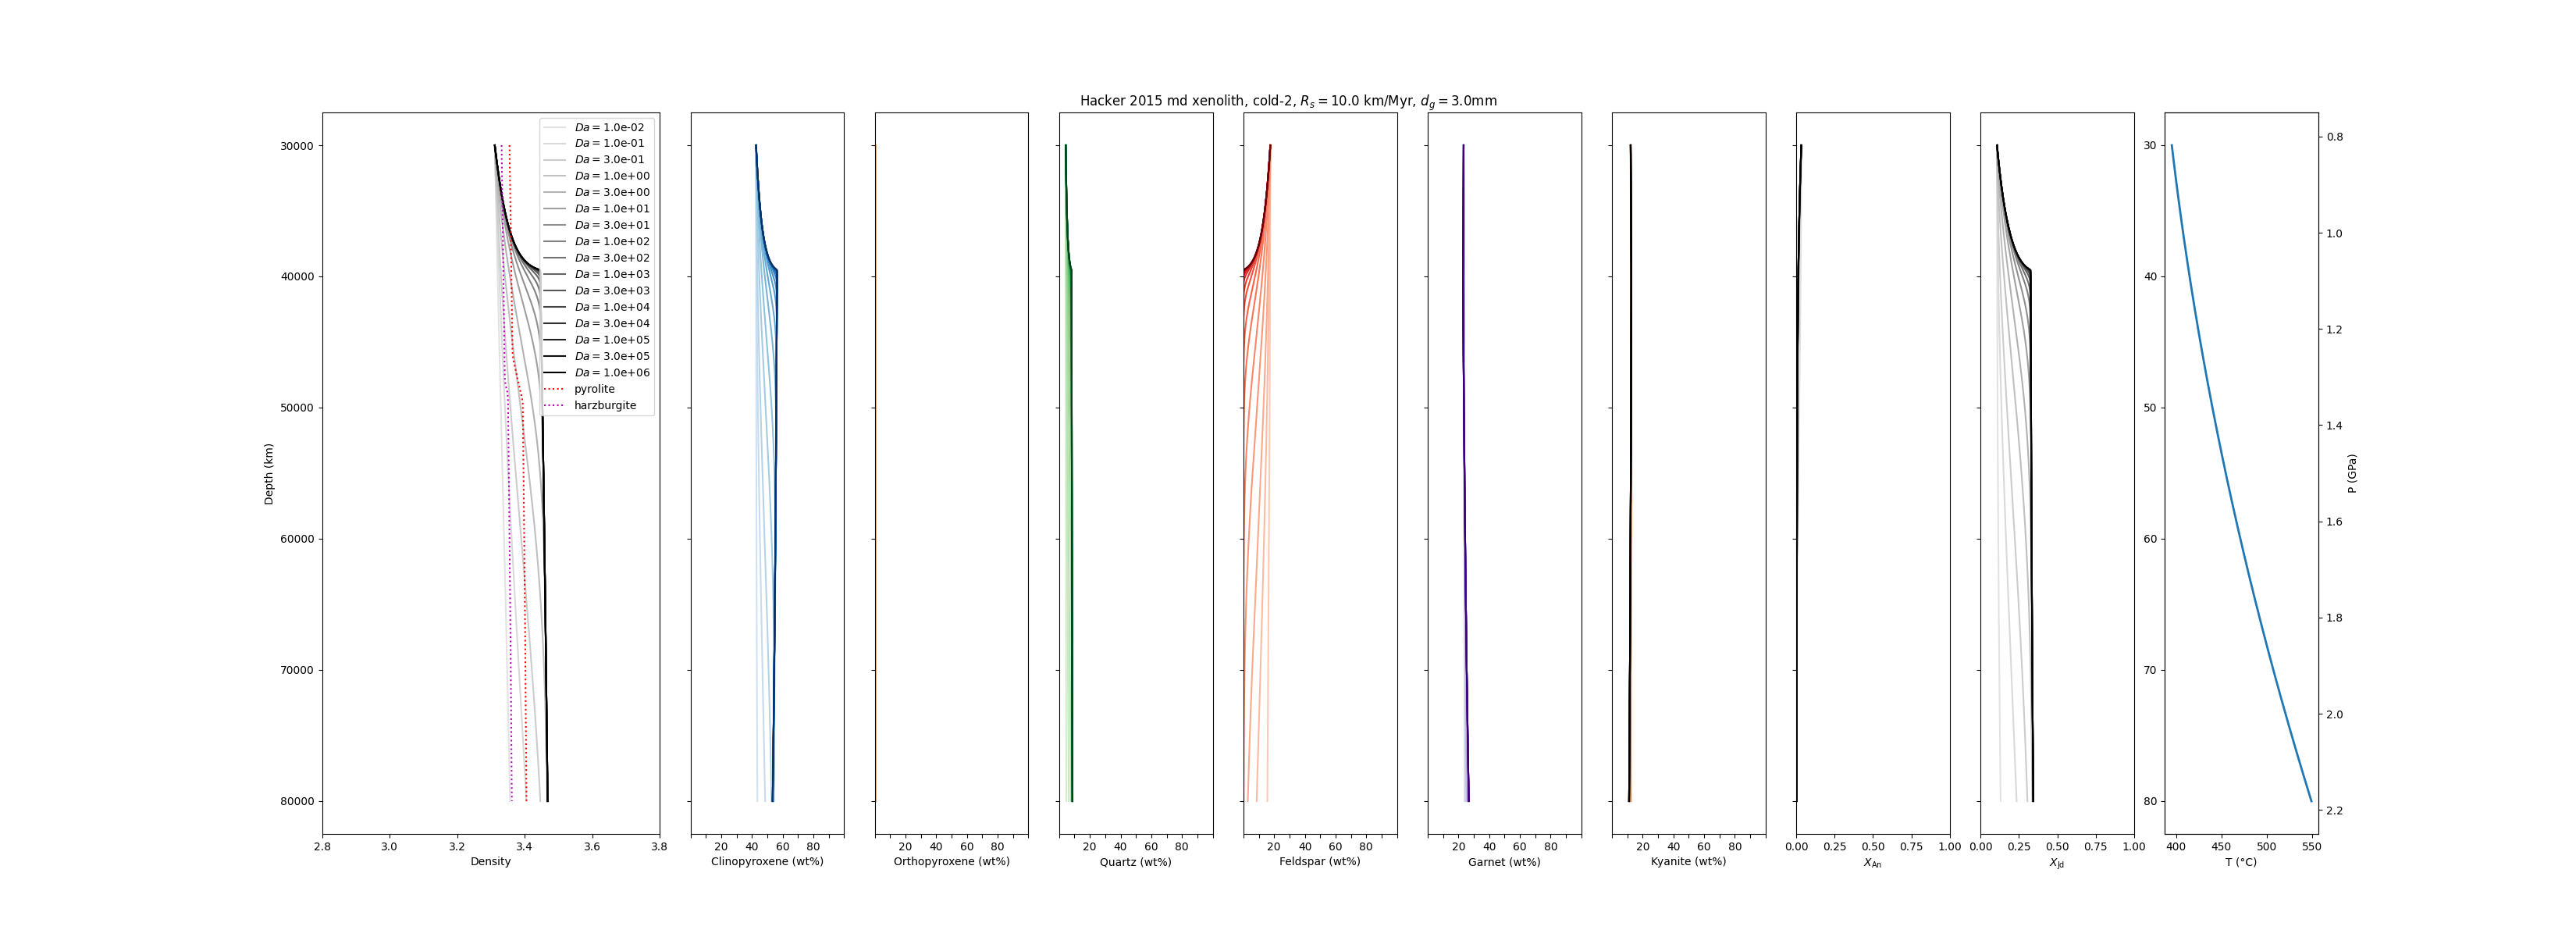 Hacker 2015 md xenolith, cold-2, R_s = 10.0 km/Myr, d_g = 3.0mm
Da = 1.0e-02
Da = 1.0e-01
Da = 3.0e-01
Da = 1.0e+00
Da = 3.0e+00
Da = 1.0e+01
Da = 3.0e+01
Da = 1.0e+02
Da = 3.0e+02
Da = 1.0e+03
Da = 3.0e+03
Da = 1.0e+04
Da = 3.0e+04
Da = 1.0e+05
Da = 3.0e+05
Da = 1.0e+06
pyrolite
harzburgite
Depth (km)
30000
40000
50000
60000
70000
80000
2.8 3.0 3.2 3.4 3.6 3.8
Density
20 40 60 80
Clinopyroxene (wt%)
20 40 60 80
Orthopyroxene (wt%)
20 40 60 80
Quartz (wt%)
20 40 60 80
Feldspar (wt%)
20 40 60 80
Garnet (wt%)
20 40 60 80
Kyanite (wt%)
0.00 0.25 0.50 0.75 1.00
X_An
0.00 0.25 0.50 0.75 1.00
X_Jd
30
40
50
60
70
80
400 450 500 550
T (°C)
0.8
1.0
1.2
1.4
1.6
1.8
2.0
2.2
P (GPa)